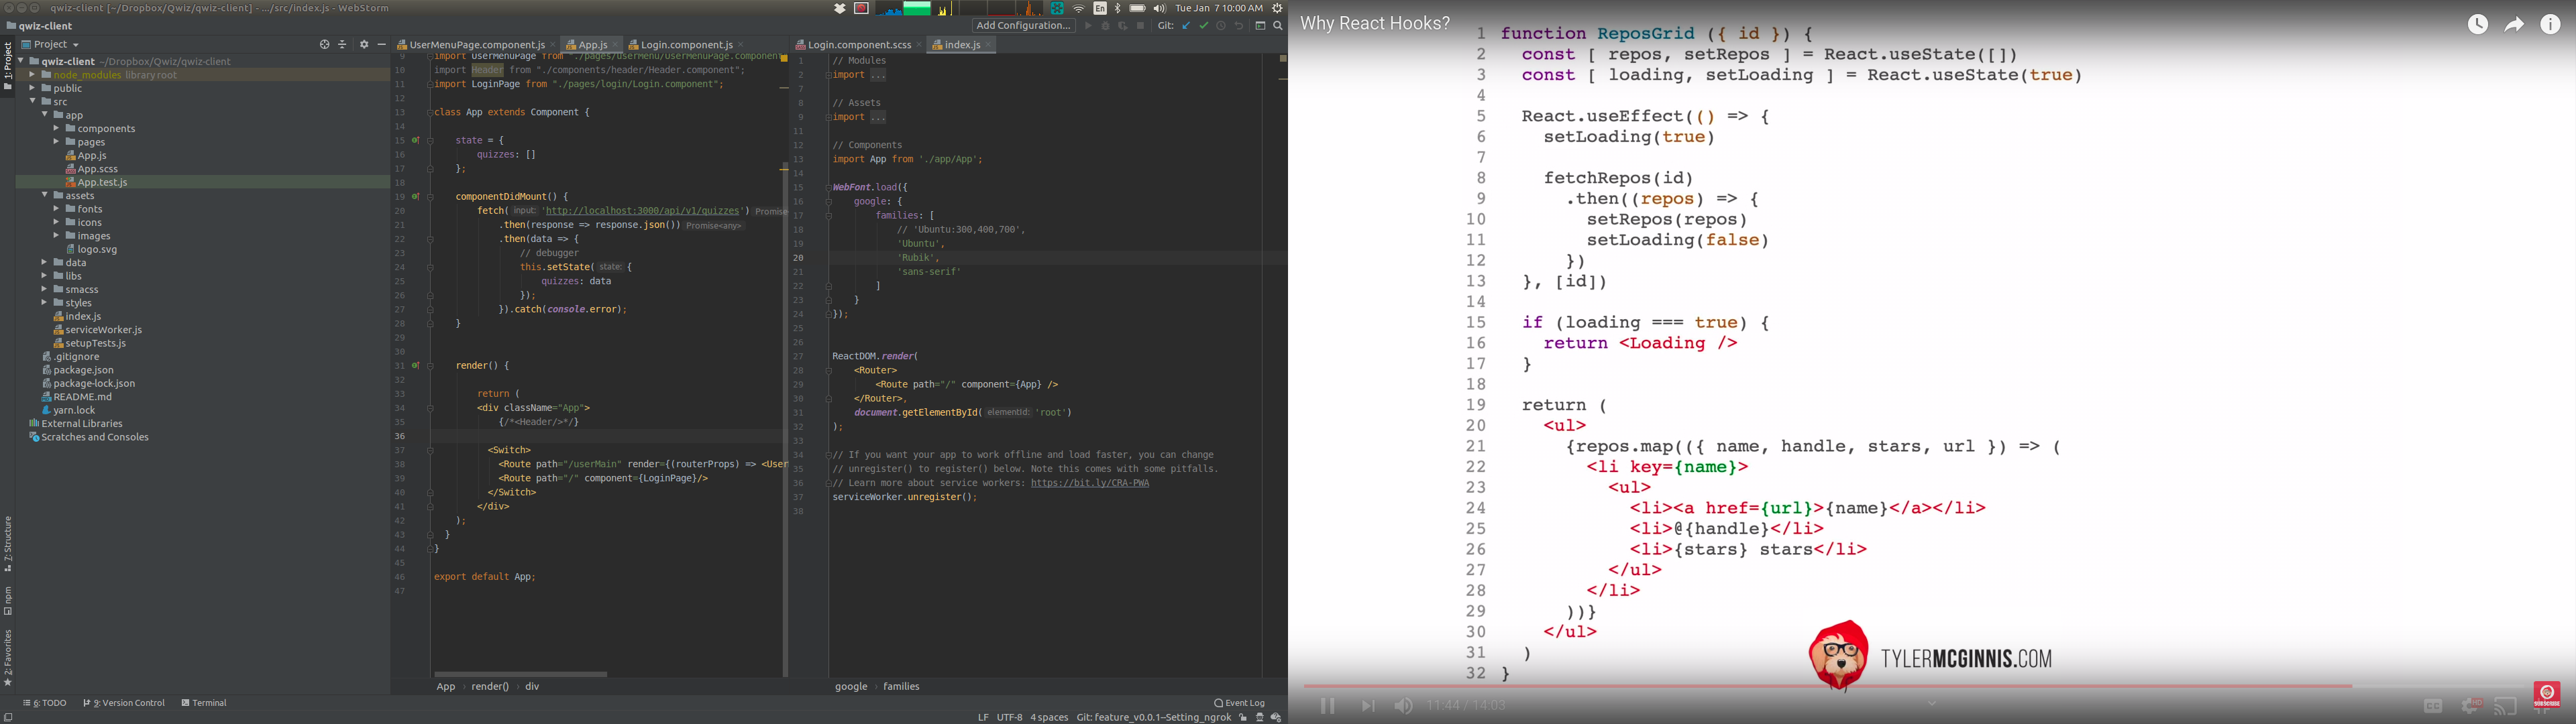 qwiz-client [~/Dropbox/Qwiz/qwiz-client] - .../src/index.js - WebStorm
En
Tue Jan 7 10:00 AM
qwiz-client
Add Configuration...
Git:
1: Project
Project
qwiz-client ~/Dropbox/Qwiz/qwiz-client
node_modules library root
public
src
app
components
pages
App.js
App.scss
App.test.js
assets
fonts
icons
images
logo.svg
data
libs
smacss
styles
index.js
serviceWorker.js
setupTests.js
.gitignore
package.json
package-lock.json
README.md
yarn.lock
External Libraries
Scratches and Consoles
7: Structure
npm
2: Favorites
UserMenuPage.component.js
App.js
Login.component.js
9 import UserMenuPage from "./pages/userMenu/UserMenuPage.component
10 import Header from "./components/header/Header.component";
11 import LoginPage from "./pages/login/Login.component";
12
13 class App extends Component {
14
15 state = {
16 quizzes: []
17 };
18
19 componentDidMount() {
20 fetch( input: 'http://localhost:3000/api/v1/quizzes') Promise
21 .then(response => response.json()) Promise<any>
22 .then(data => {
23 // debugger
24 this.setState( state: {
25 quizzes: data
26 });
27 }).catch(console.error);
28 }
29
30
31 render() {
32
33 return (
34 <div className="App">
35 {/*<Header/>*/}
36
37 <Switch>
38 <Route path="/userMain" render={(routerProps) => <User
39 <Route path="/" component={LoginPage}/>
40 </Switch>
41 </div>
42 );
43 }
44 }
45
46 export default App;
47
App › render() › div
Login.component.scss
index.js
1 // Modules
2 import ...
7
8 // Assets
9 import ...
11
12 // Components
13 import App from './app/App';
14
15 WebFont.load({
16 google: {
17 families: [
18 // 'Ubuntu:300,400,700',
19 'Ubuntu',
20 'Rubik',
21 'sans-serif'
22 ]
23 }
24 });
25
26
27 ReactDOM.render(
28 <Router>
29 <Route path="/" component={App} />
30 </Router>,
31 document.getElementById( elementId: 'root')
32 );
33
34 // If you want your app to work offline and load faster, you can change
35 // unregister() to register() below. Note this comes with some pitfalls.
36 // Learn more about service workers: https://bit.ly/CRA-PWA
37 serviceWorker.unregister();
38
google › families
6: TODO
9: Version Control
Terminal
Event Log
LF UTF-8 4 spaces Git: feature_v0.0.1--Setting_ngrok
Why React Hooks?
1 function ReposGrid ({ id }) {
2 const [ repos, setRepos ] = React.useState([])
3 const [ loading, setLoading ] = React.useState(true)
4
5 React.useEffect(() => {
6 setLoading(true)
7
8 fetchRepos(id)
9 .then((repos) => {
10 setRepos(repos)
11 setLoading(false)
12 })
13 }, [id])
14
15 if (loading === true) {
16 return <Loading />
17 }
18
19 return (
20 <ul>
21 {repos.map(({ name, handle, stars, url }) => (
22 <li key={name}>
23 <ul>
24 <li><a href={url}>{name}</a></li>
25 <li>@{handle}</li>
26 <li>{stars} stars</li>
27 </ul>
28 </li>
29 ))}
30 </ul>
31 )
32 }
TYLERMCGINNIS.COM
11:44 / 14:03
CC
HD